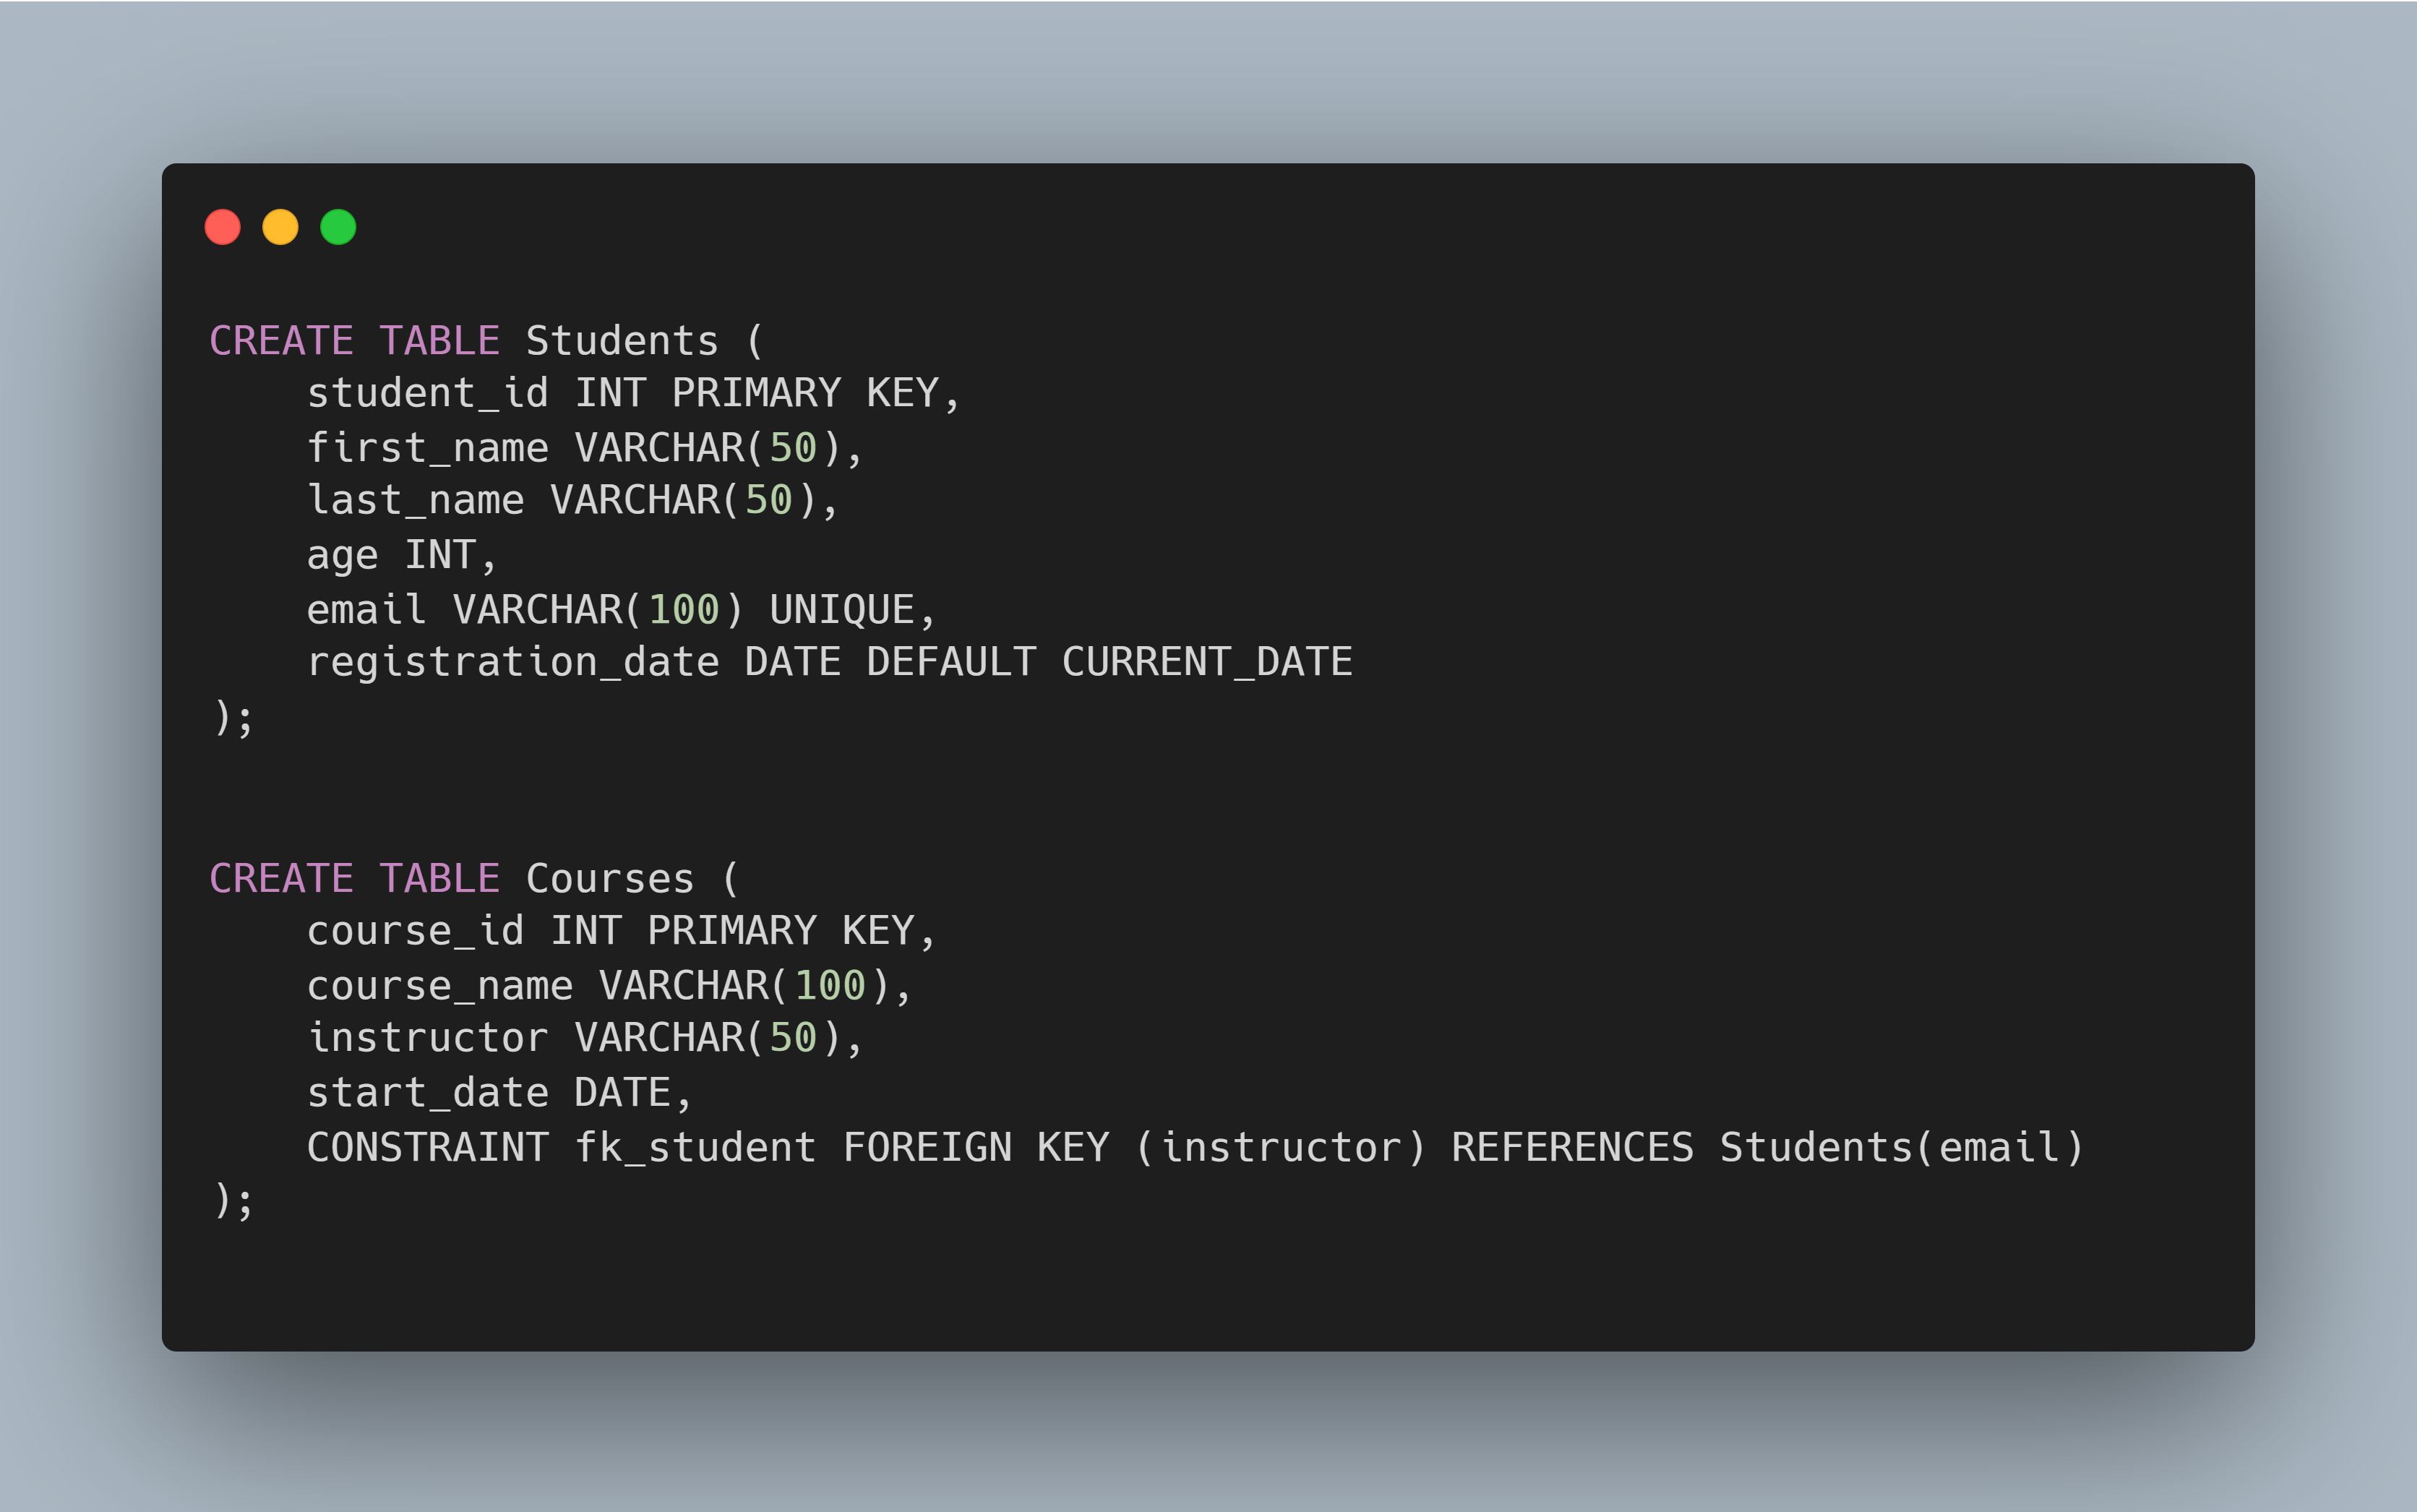 CREATE TABLE Students (
    student_id INT PRIMARY KEY,
    first_name VARCHAR(50),
    last_name VARCHAR(50),
    age INT,
    email VARCHAR(100) UNIQUE,
    registration_date DATE DEFAULT CURRENT_DATE
);
CREATE TABLE Courses (
    course_id INT PRIMARY KEY,
    course_name VARCHAR(100),
    instructor VARCHAR(50),
    start_date DATE,
    CONSTRAINT fk_student FOREIGN KEY (instructor) REFERENCES Students(email)
);